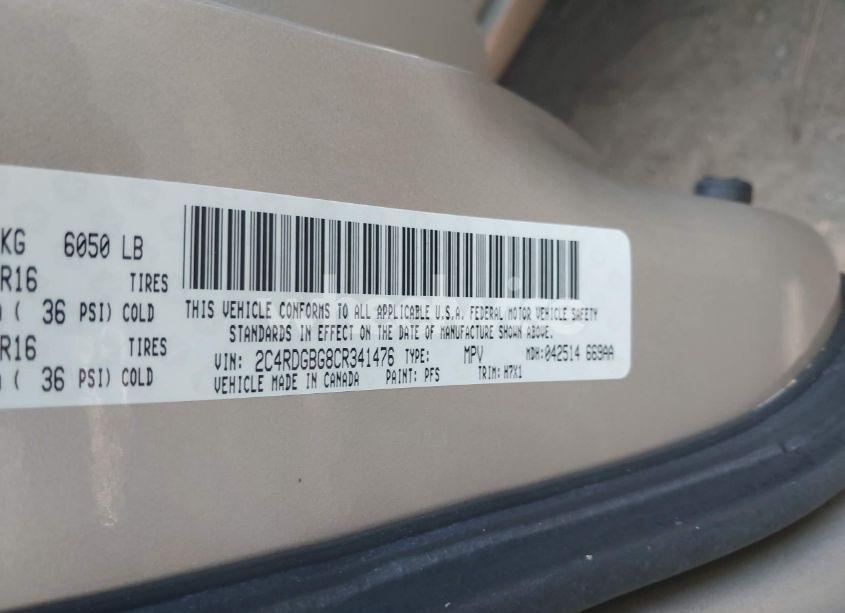 KG 6050 LB
R16 TIRES
( 36 PSI) COLD
R16 TIRES
( 36 PSI) COLD
THIS VEHICLE CONFORMS TO ALL APPLICABLE U.S.A. FEDERAL MOTOR VEHICLE SAFETY
STANDARDS IN EFFECT ON THE DATE OF MANUFACTURE SHOWN ABOVE.
VIN: 2C4RDGBG8CR341476 TYPE: MPV MDH:042514 669AA
VEHICLE MADE IN CANADA PAINT: PFS TRIM: H7X1